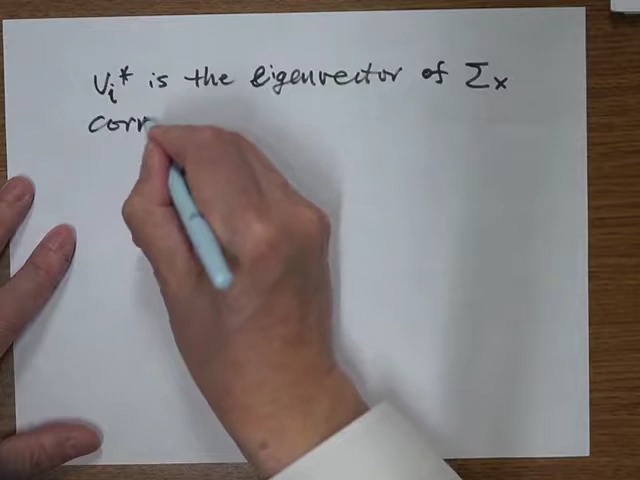 Vi* is the eigenvector of Σx
corr